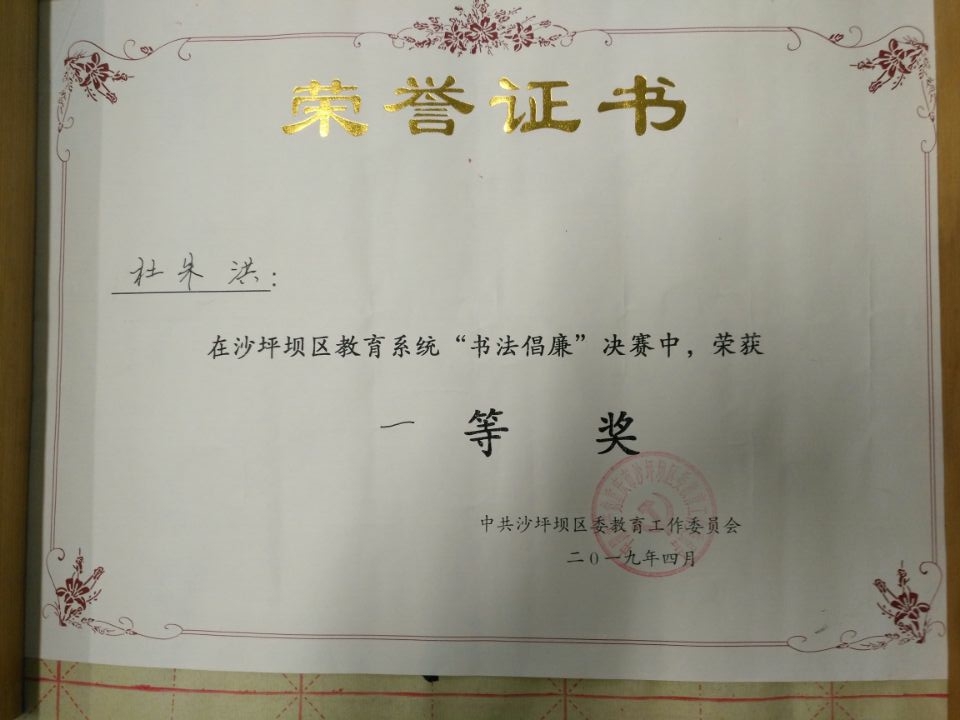 荣誉证书
杜朱洪:
在沙坪坝区教育系统“书法倡廉”决赛中，荣获
一等奖
中共沙坪坝区委教育工作委员会
二0一九年四月